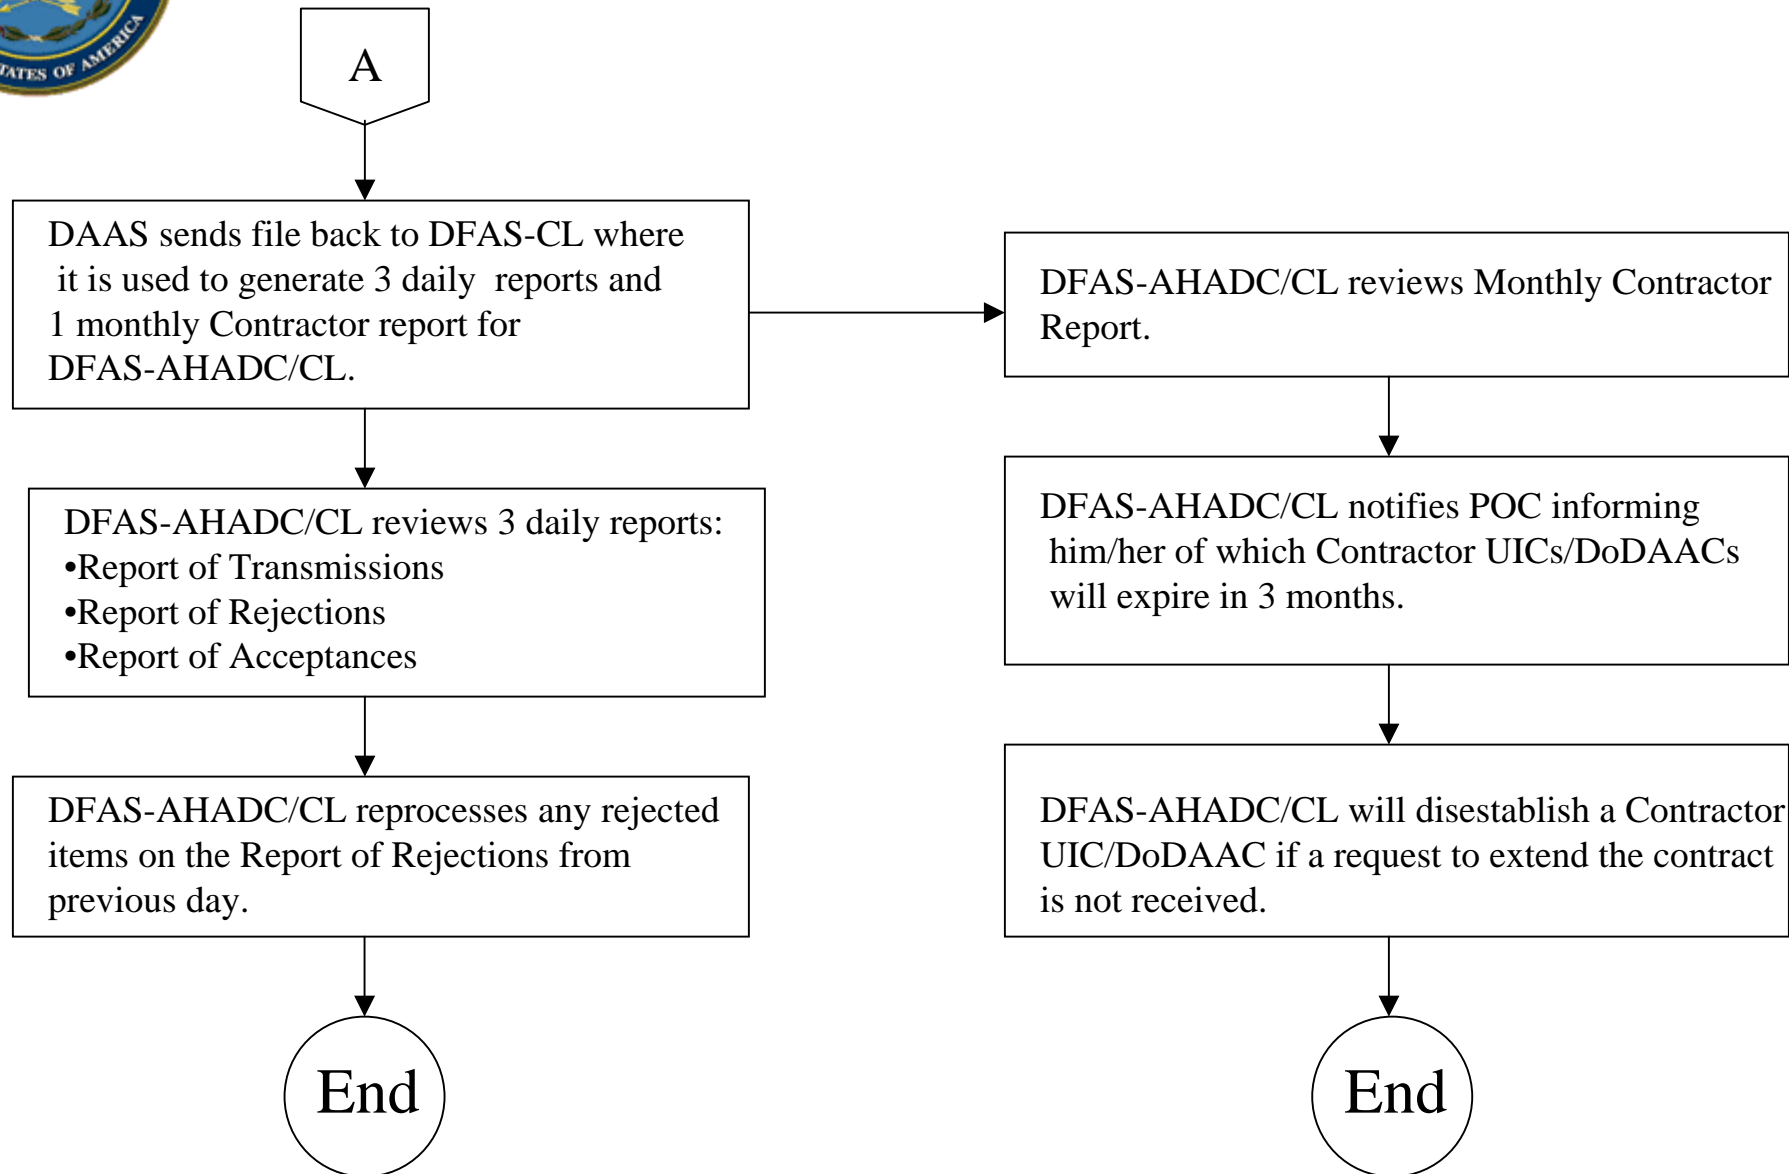 TATES OF AMERICA
A
DAAS sends file back to DFAS-CL where
it is used to generate 3 daily reports and
1 monthly Contractor report for
DFAS-AHADC/CL.
DFAS-AHADC/CL reviews 3 daily reports:
•Report of Transmissions
•Report of Rejections
•Report of Acceptances
DFAS-AHADC/CL reprocesses any rejected
items on the Report of Rejections from
previous day.
End
DFAS-AHADC/CL reviews Monthly Contractor
Report.
DFAS-AHADC/CL notifies POC informing
him/her of which Contractor UICs/DoDAACs
will expire in 3 months.
DFAS-AHADC/CL will disestablish a Contractor
UIC/DoDAAC if a request to extend the contract
is not received.
End